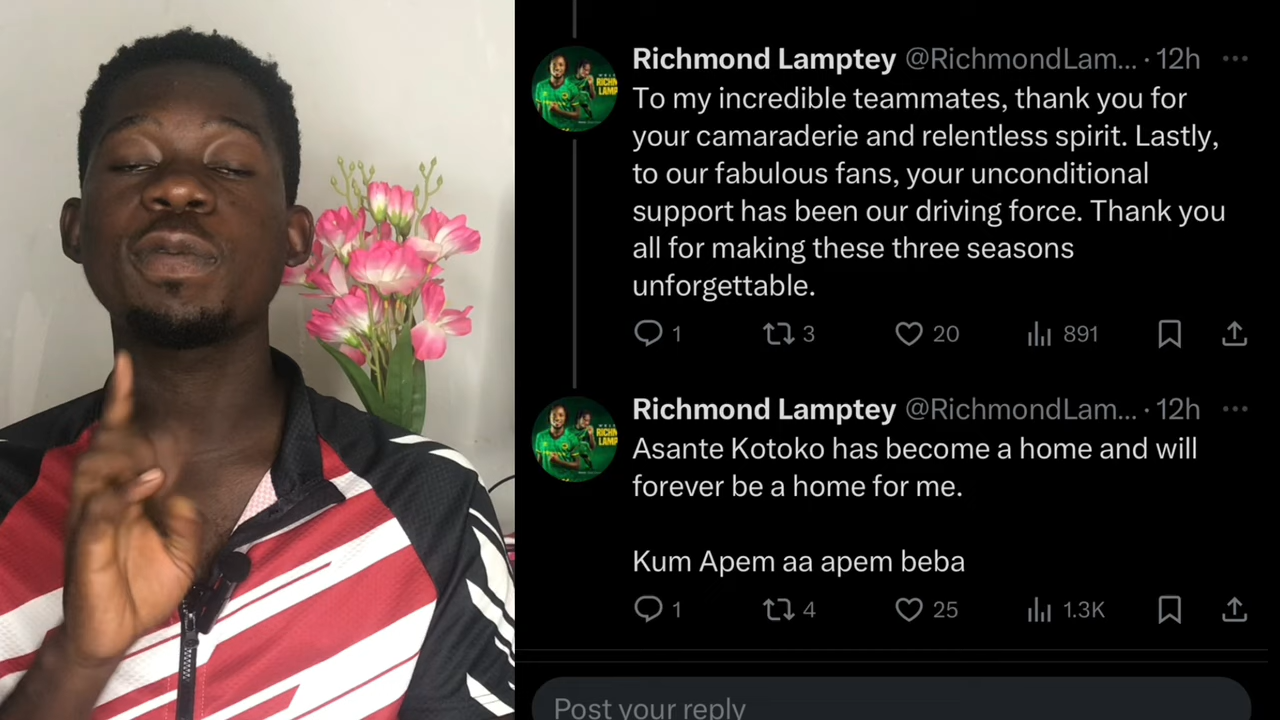 Richmond Lamptey @RichmondLam... · 12h
To my incredible teammates, thank you for
your camaraderie and relentless spirit. Lastly,
to our fabulous fans, your unconditional
support has been our driving force. Thank you
all for making these three seasons
unforgettable.
1 3 20 891
Richmond Lamptey @RichmondLam... · 12h
Asante Kotoko has become a home and will
forever be a home for me.
Kum Apem aa apem beba
1 4 25 1.3K
Post your reply